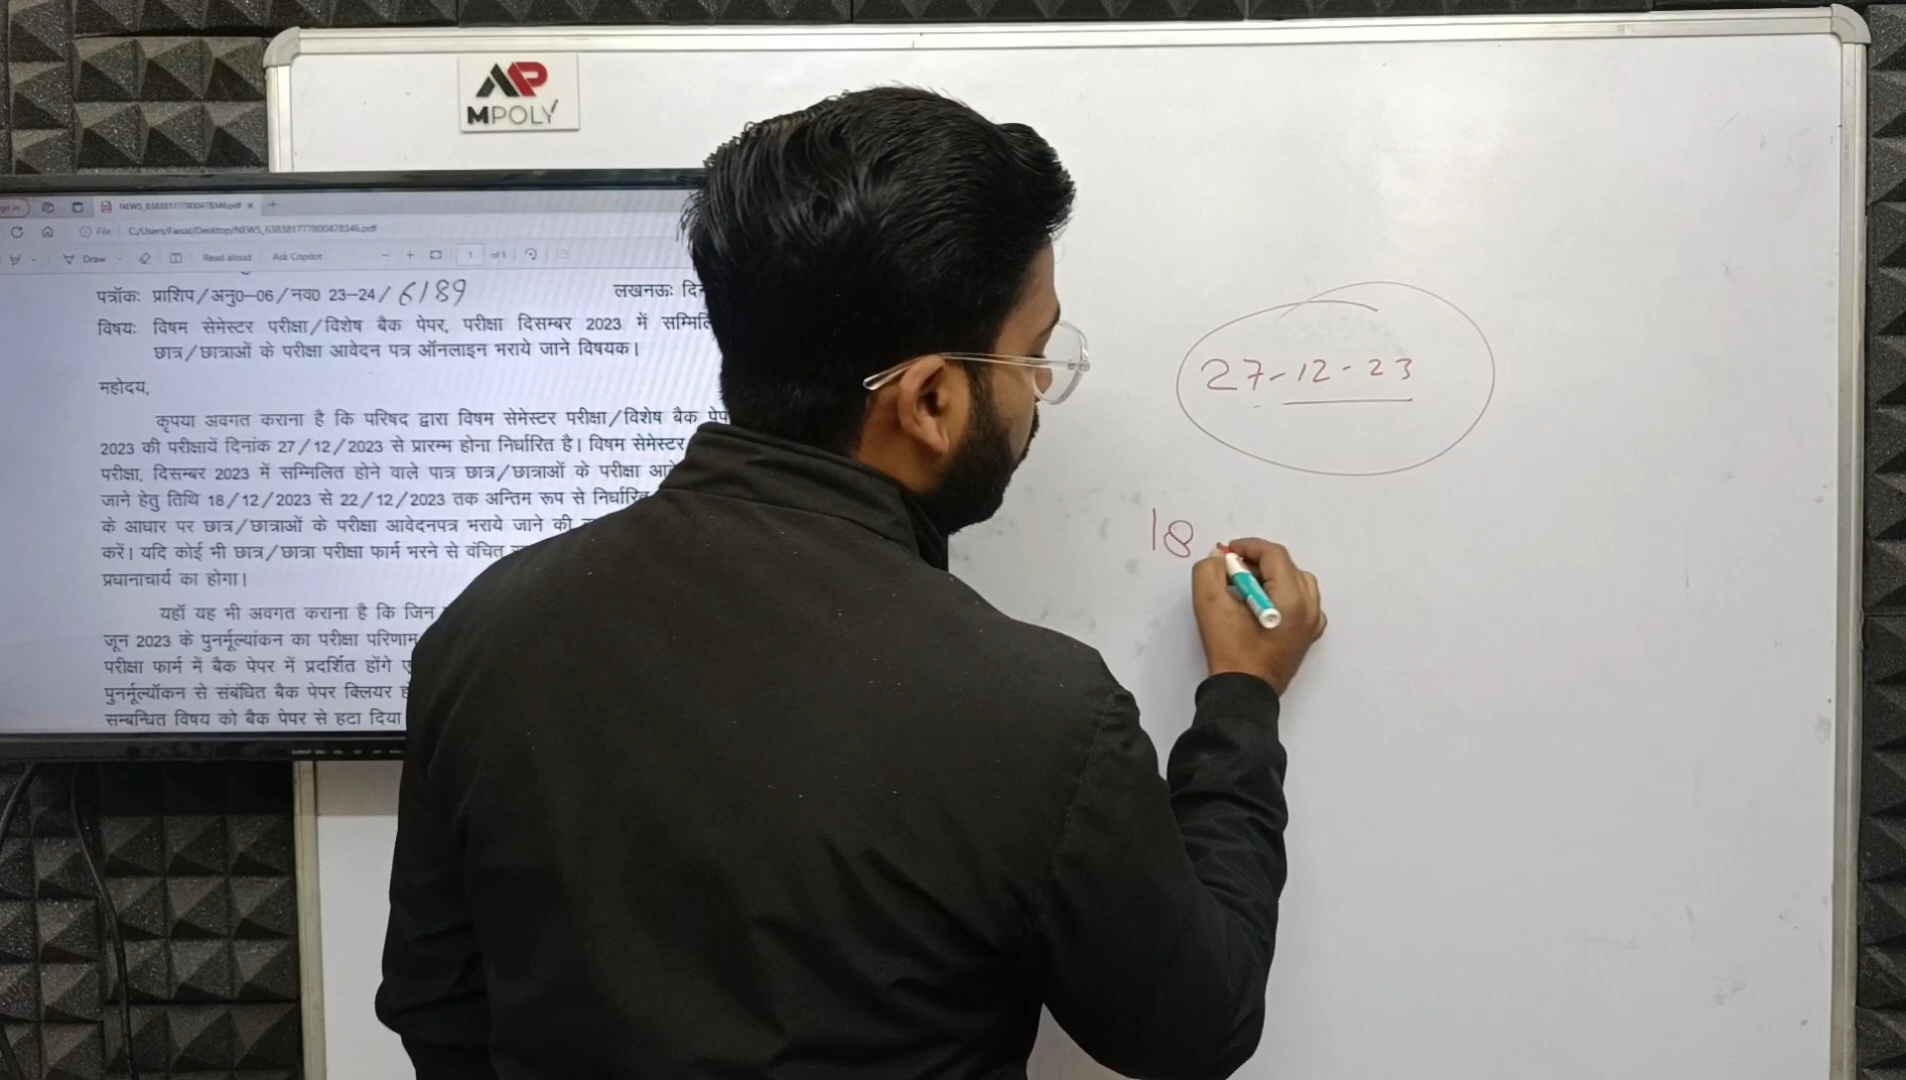 MPOLY
NEWS_638381777800478346.pdf
File C:/Users/Faisal/Desktop/NEWS_638381777800478346.pdf
Draw Read aloud Ask Copilot 1 of 1
पत्रॉकः प्राशिप/अनु0–06/नव0 23–24/ 6189 लखनऊः
विषयः विषम सेमेस्टर परीक्षा/विशेष बैक पेपर, परीक्षा दिसम्बर 2023 में
छात्र/छात्राओं के परीक्षा आवेदन पत्र ऑनलाइन भराये जाने विषयक।
महोदय,
कृपया अवगत कराना है कि परिषद द्वारा विषम सेमेस्टर परीक्षा/विशेष बैक
2023 की परीक्षायें दिनांक 27/12/2023 से प्रारम्भ होना निर्धारित है। विषम सेमेस्टर
परीक्षा, दिसम्बर 2023 में सम्मिलित होने वाले पात्र छात्र/छात्राओं के परीक्षा
जाने हेतु तिथि 18/12/2023 से 22/12/2023 तक अन्तिम रूप से
के आधार पर छात्र/छात्राओं के परीक्षा आवेदनपत्र भराये जाने की
करें। यदि कोई भी छात्र/छात्रा परीक्षा फार्म भरने से वंचित
प्रधानाचार्य का होगा।
यहॉ यह भी अवगत कराना है कि जिन
जून 2023 के पुनर्मूल्यांकन का परीक्षा परिणाम
परीक्षा फार्म में बैक पेपर में प्रदर्शित होंगे
पुनर्मूल्यॉकन से संबंधित बैक पेपर क्लियर
सम्बन्धित विषय को बैक पेपर से हटा दिया
27-12-23
18